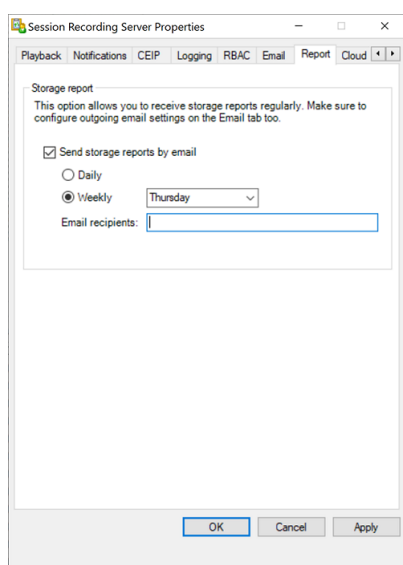 Session Recording Server Properties
Playback Notifications CEIP Logging RBAC Email Report Cloud
Storage report
This option allows you to receive storage reports regularly. Make sure to
configure outgoing email settings on the Email tab too.
Send storage reports by email
Daily
Weekly Thursday
Email recipients:
OK Cancel Apply